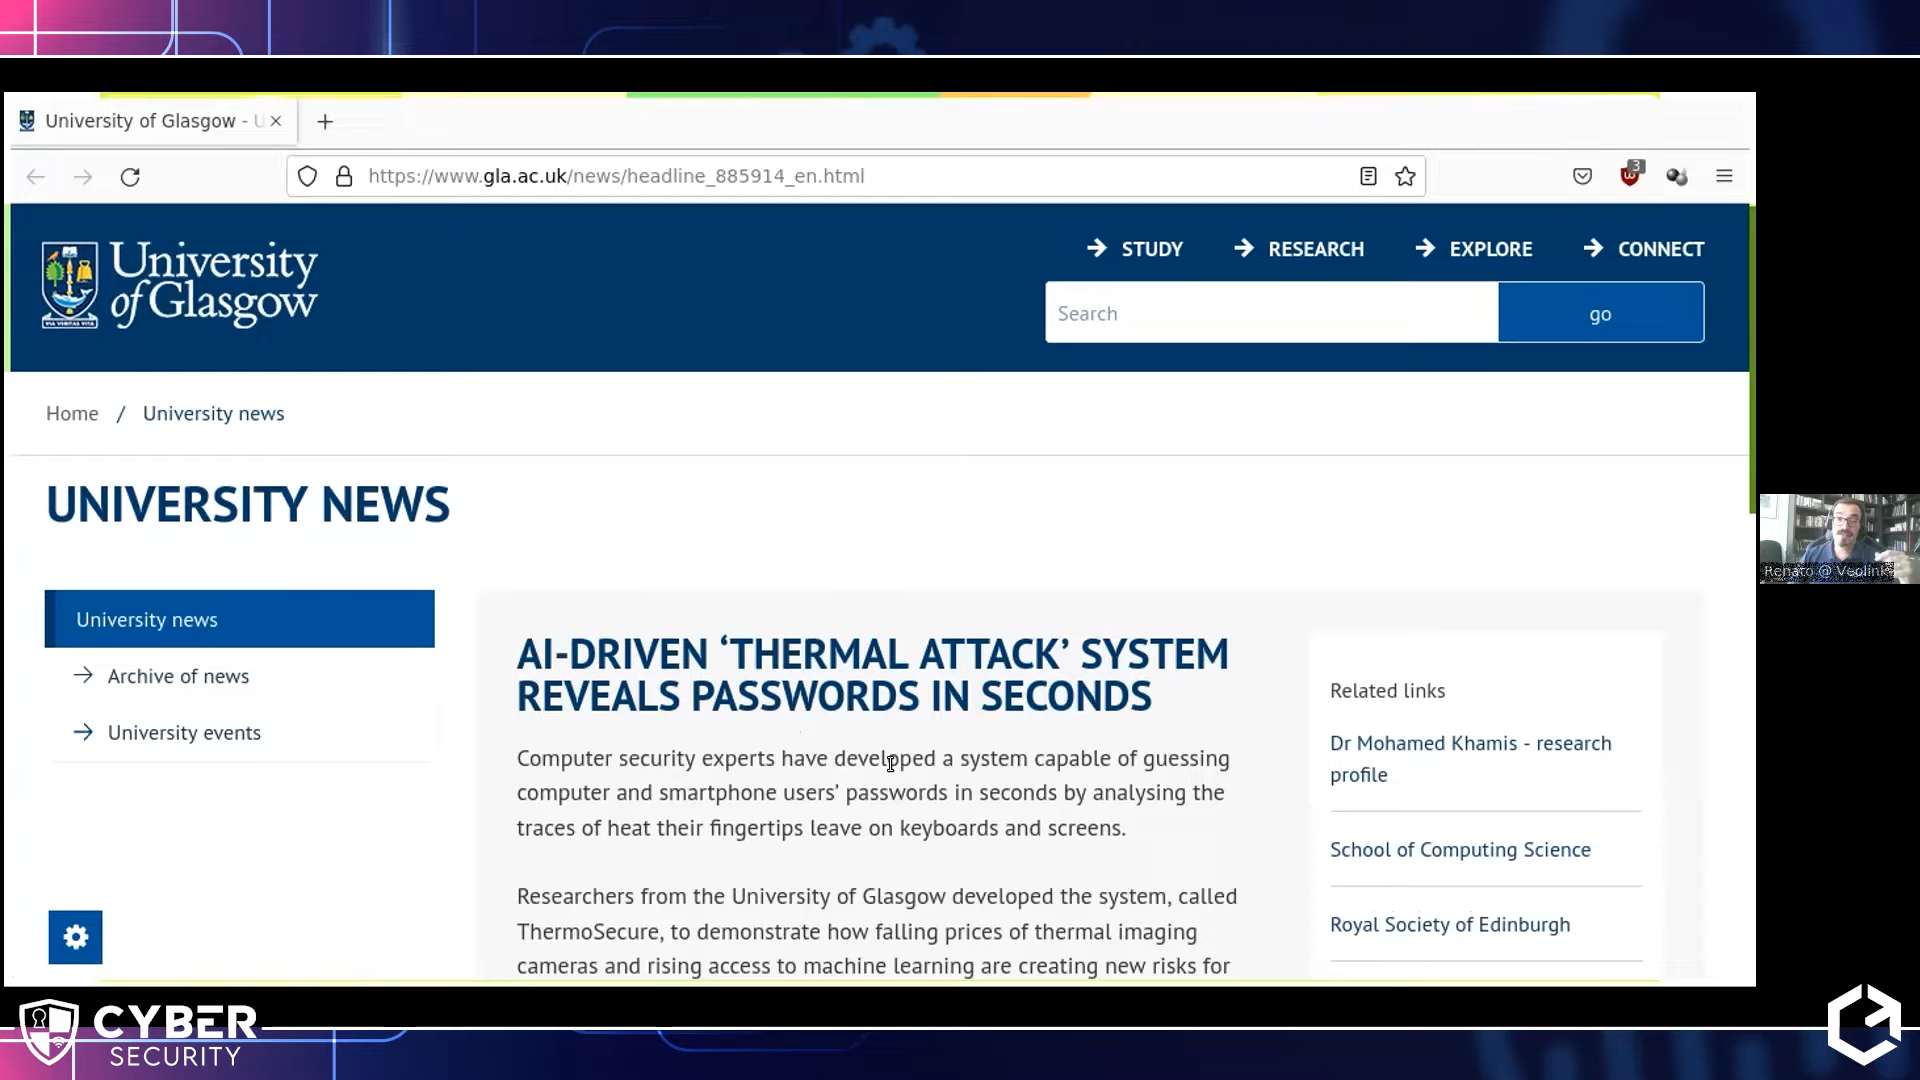 University of Glasgow - U
https://www.gla.ac.uk/news/headline_885914_en.html
3
University
of Glasgow
VIA VERITAS VITA
STUDY
RESEARCH
EXPLORE
CONNECT
Search
go
Home / University news
UNIVERSITY NEWS
University news
Archive of news
University events
AI-DRIVEN ‘THERMAL ATTACK’ SYSTEM
REVEALS PASSWORDS IN SECONDS
Computer security experts have developed a system capable of guessing
computer and smartphone users’ passwords in seconds by analysing the
traces of heat their fingertips leave on keyboards and screens.
Researchers from the University of Glasgow developed the system, called
ThermoSecure, to demonstrate how falling prices of thermal imaging
cameras and rising access to machine learning are creating new risks for
Related links
Dr Mohamed Khamis - research
profile
School of Computing Science
Royal Society of Edinburgh
Renato @ Veolink
CYBER
SECURITY